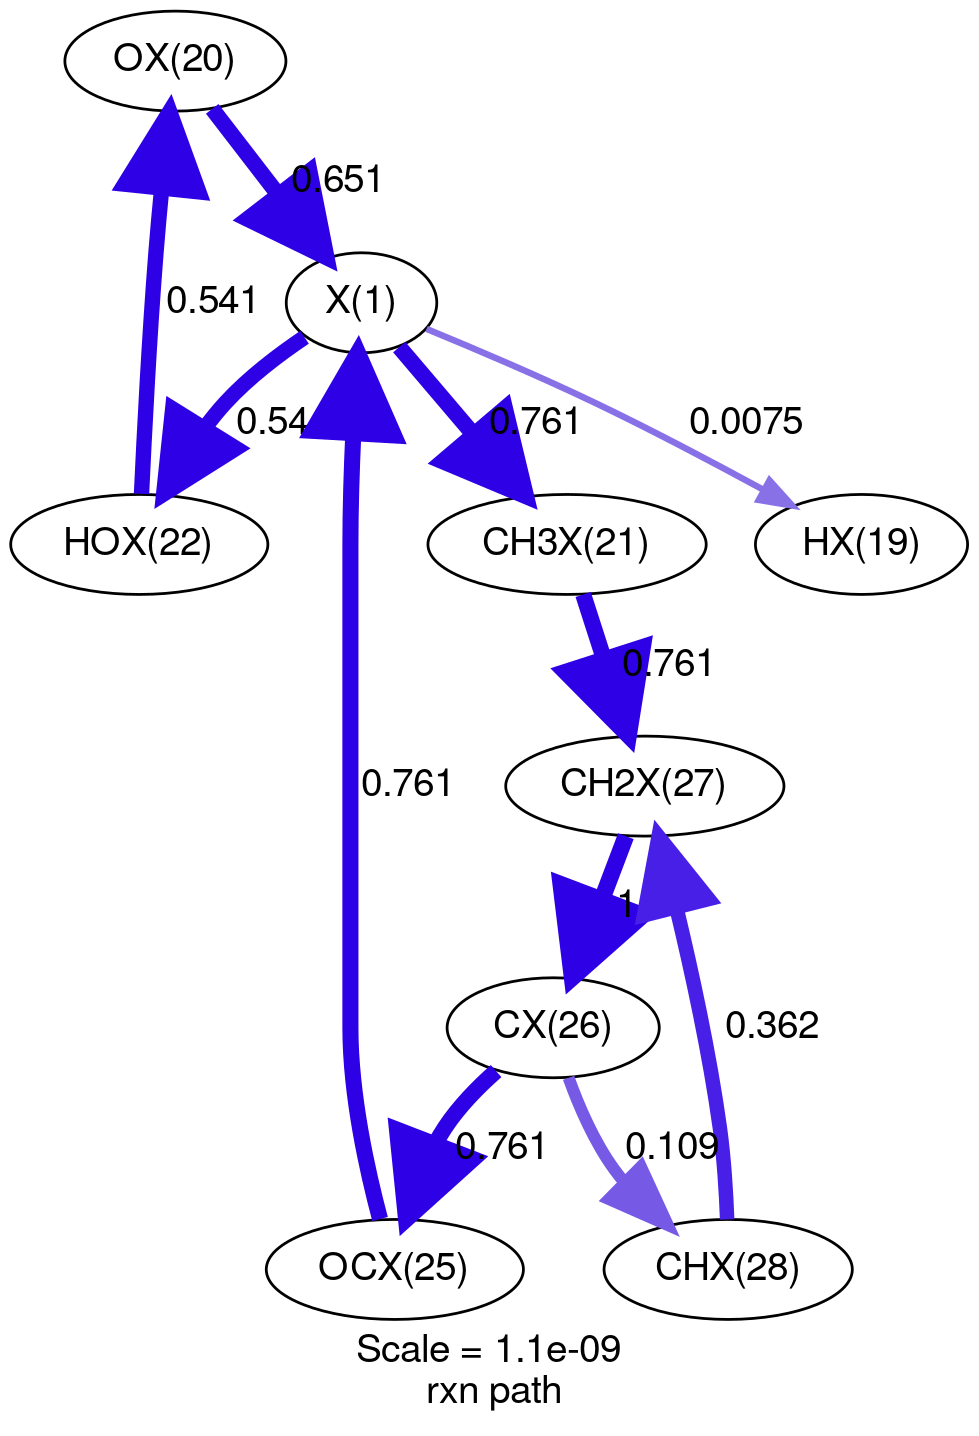 OX(20)
0.651
0.541
X(1)
0.54
0.761
0.0075
HOX(22)
CH3X(21)
HX(19)
0.761
0.761
CH2X(27)
1
0.362
CX(26)
0.761
0.109
OCX(25)
CHX(28)
Scale = 1.1e-09
rxn path